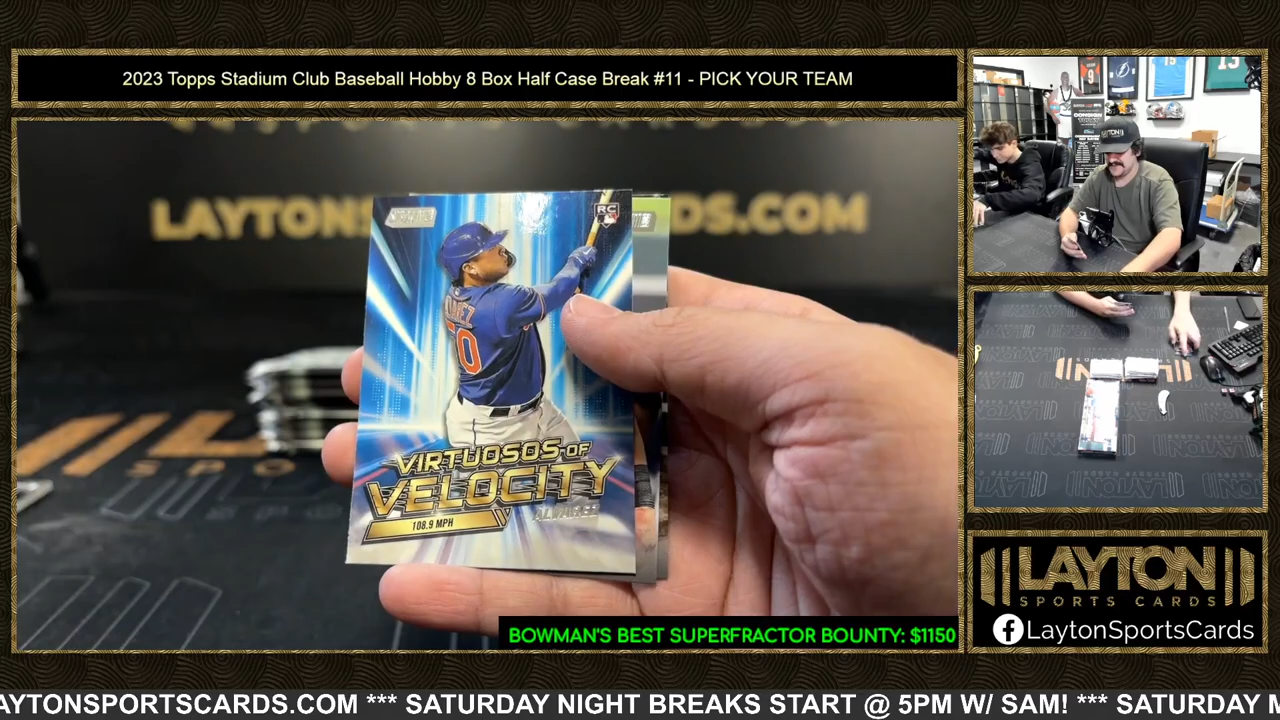 2023 Topps Stadium Club Baseball Hobby 8 Box Half Case Break #11 - PICK YOUR TEAM
RC
50
VIRTUOSOS OF
VELOCITY
108.9 MPH
ALVAREZ
BOWMAN'S BEST SUPERFRACTOR BOUNTY: $1150
LAYTON
SPORTS CARDS
LaytonSportsCards
AYTONSPORTSCARDS.COM *** SATURDAY NIGHT BREAKS START @ 5PM W/ SAM! *** SATURDAY